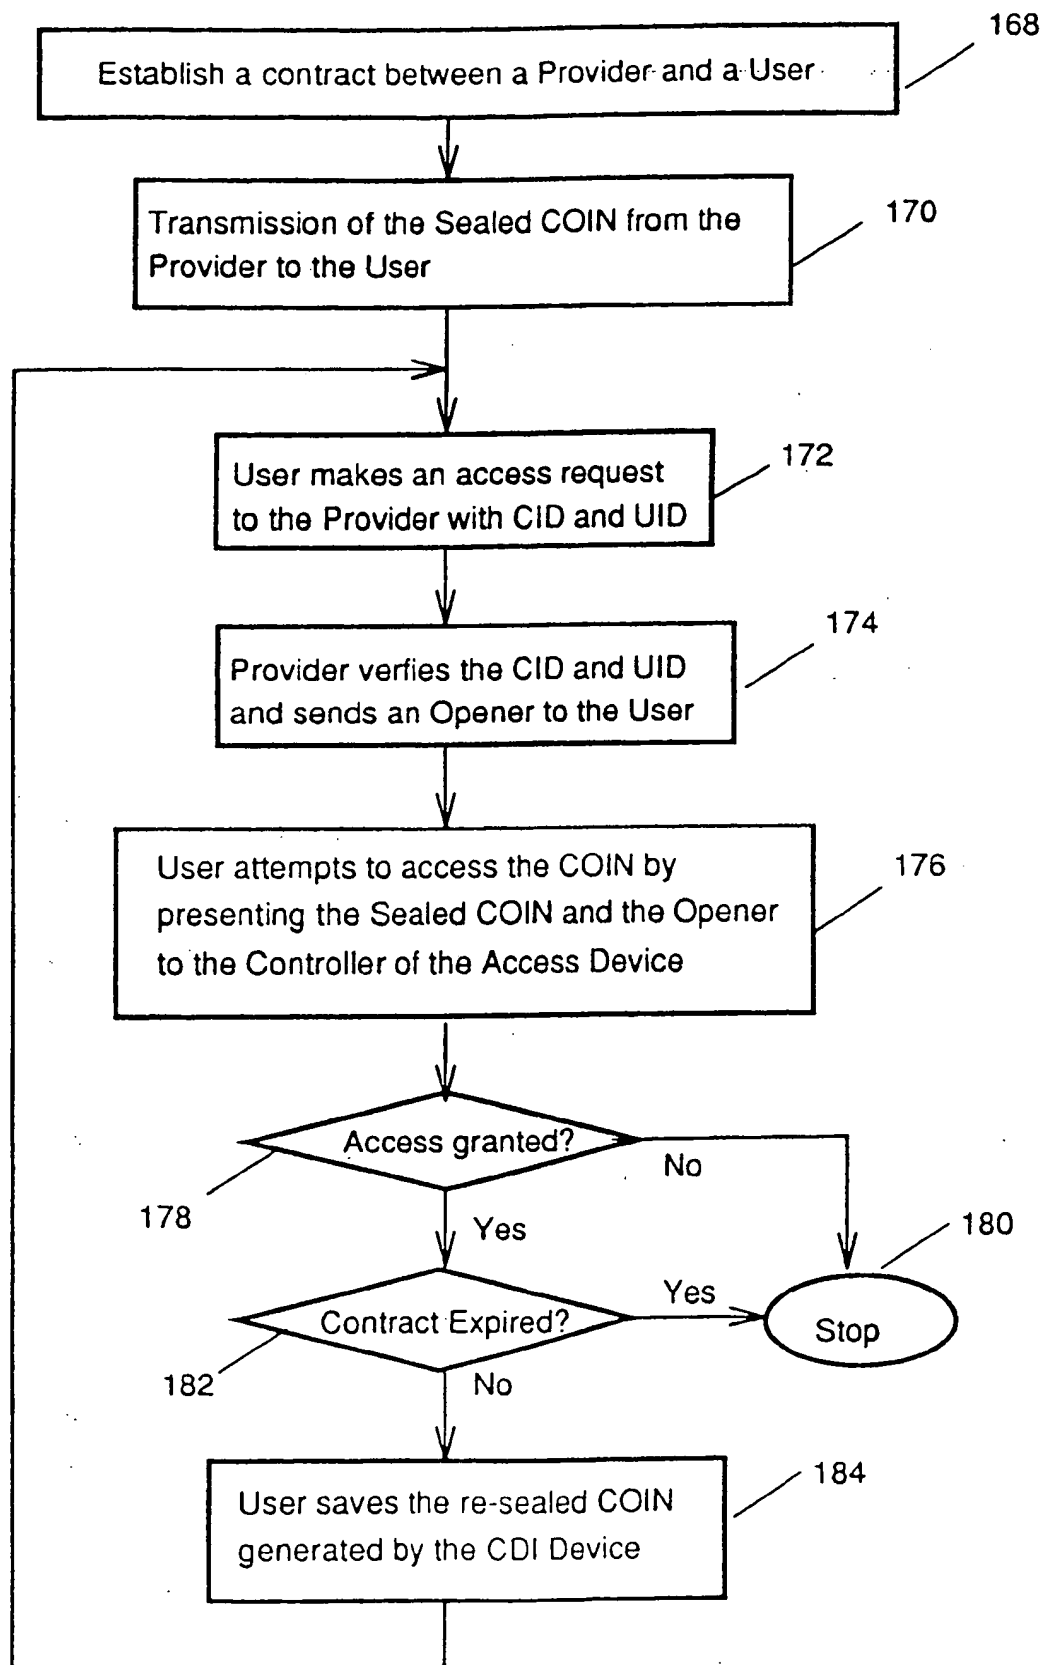 168
Establish a contract between a Provider and a User
170
Transmission of the Sealed COIN from the
Provider to the User
172
User makes an access request
to the Provider with CID and UID
174
Provider verfies the CID and UID
and sends an Opener to the User
176
User attempts to access the COIN by
presenting the Sealed COIN and the Opener
to the Controller of the Access Device
Access granted?
No
178
Yes
180
Contract Expired?
Yes
Stop
182
No
184
User saves the re-sealed COIN
generated by the CDI Device